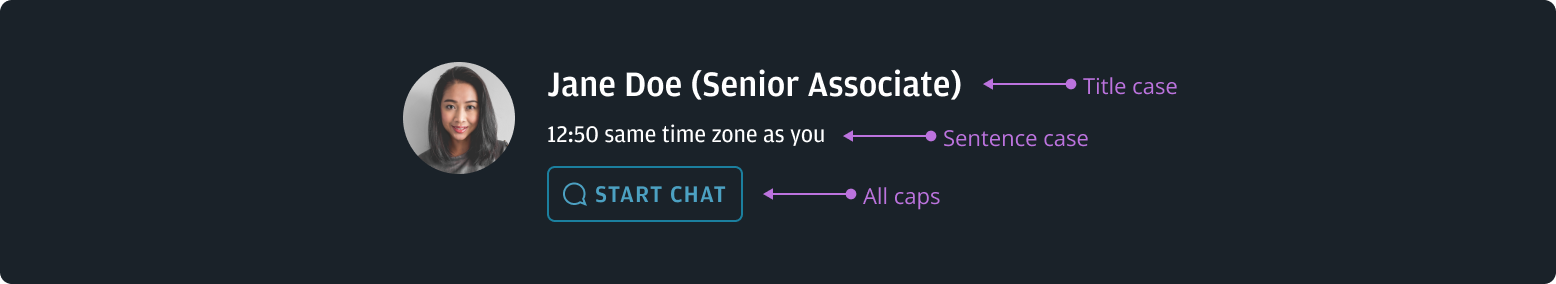 Jane Doe (Senior Associate)
Title case
12:50 same time zone as you
Sentence case
START CHAT
All caps